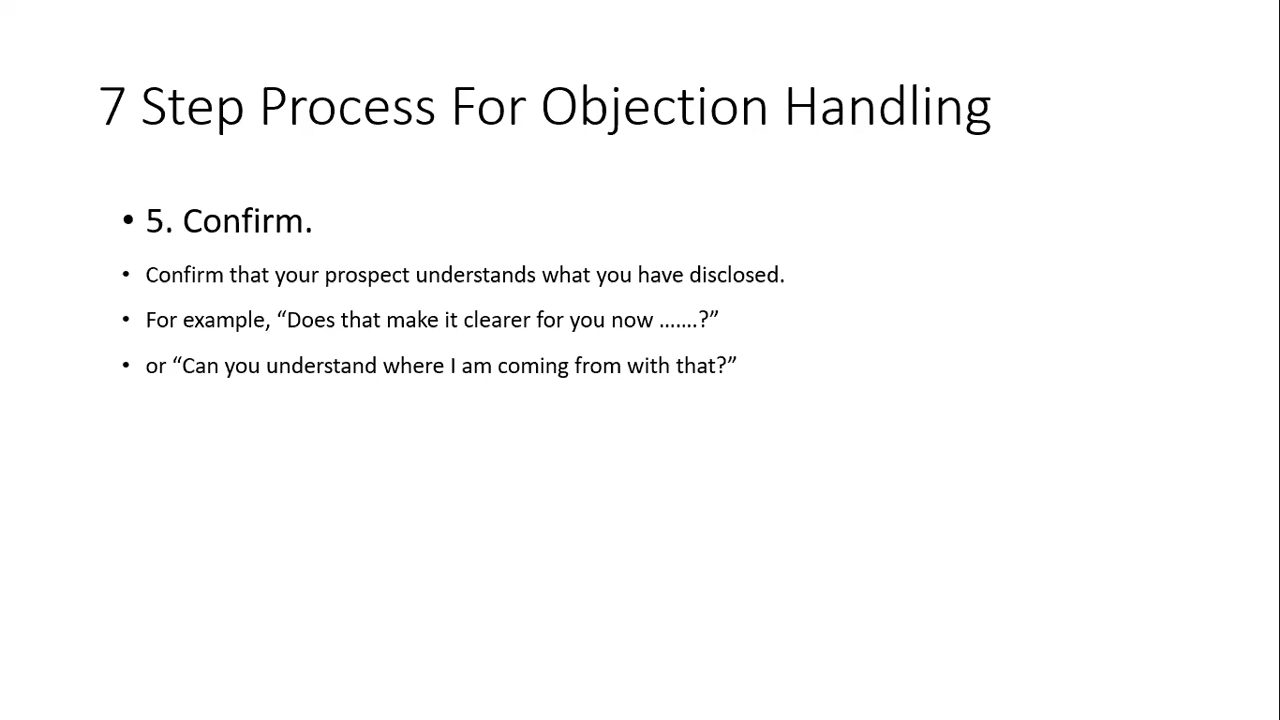 7 Step Process For Objection Handling
• 5. Confirm.
• Confirm that your prospect understands what you have disclosed.
• For example, “Does that make it clearer for you now …….?”
• or “Can you understand where I am coming from with that?”